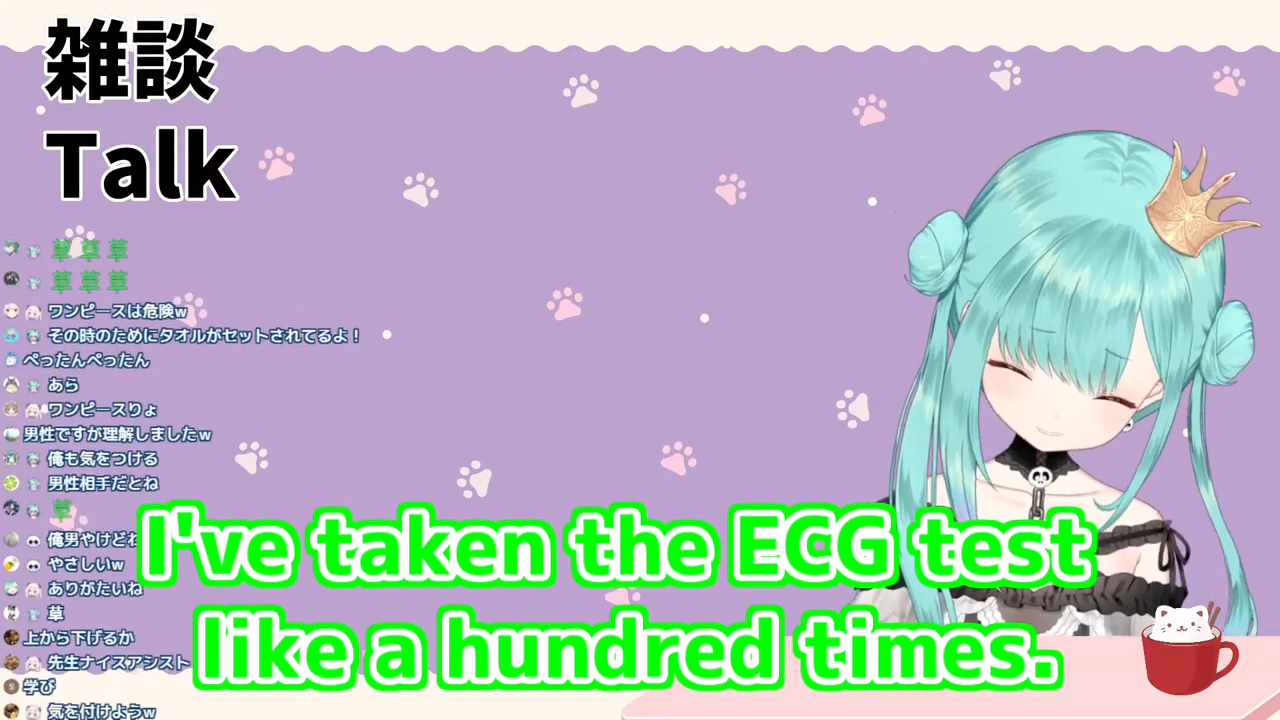 雑談
Talk
草草草
草草草
ワンピースは危険w
その時のためにタオルがセットされてるよ！
ぺったんぺったん
あら
ワンピースりょ
男性ですが理解しましたw
俺も気をつける
男性相手だとね
草
俺男やけどね
やさしいw
ありがたいね
草
上から下げるか
先生ナイスアシスト
学び
気を付けようw
I've taken the ECG test
like a hundred times.